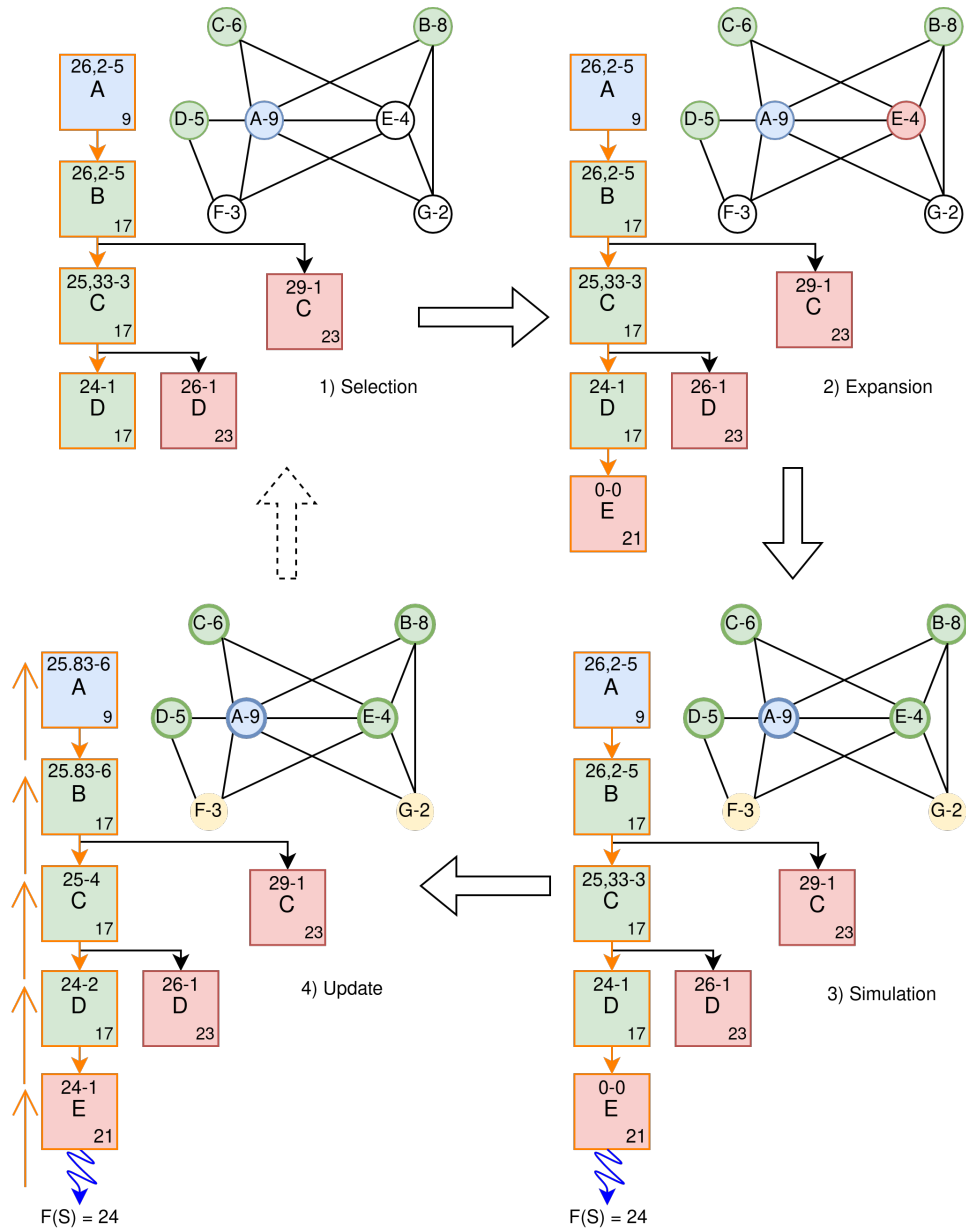 C-6
B-8
D-5
A-9
E-4
F-3
G-2
26,2-5
A
9
26,2-5
B
17
25,33-3
C
17
29-1
C
23
24-1
D
17
26-1
D
23
1) Selection
C-6
B-8
D-5
A-9
E-4
F-3
G-2
26,2-5
A
9
26,2-5
B
17
25,33-3
C
17
29-1
C
23
24-1
D
17
26-1
D
23
0-0
E
21
2) Expansion
C-6
B-8
D-5
A-9
E-4
F-3
G-2
25.83-6
A
9
25.83-6
B
17
25-4
C
17
29-1
C
23
24-2
D
17
26-1
D
23
24-1
E
21
4) Update
F(S) = 24
C-6
B-8
D-5
A-9
E-4
F-3
G-2
26,2-5
A
9
26,2-5
B
17
25,33-3
C
17
29-1
C
23
24-1
D
17
26-1
D
23
0-0
E
21
3) Simulation
F(S) = 24